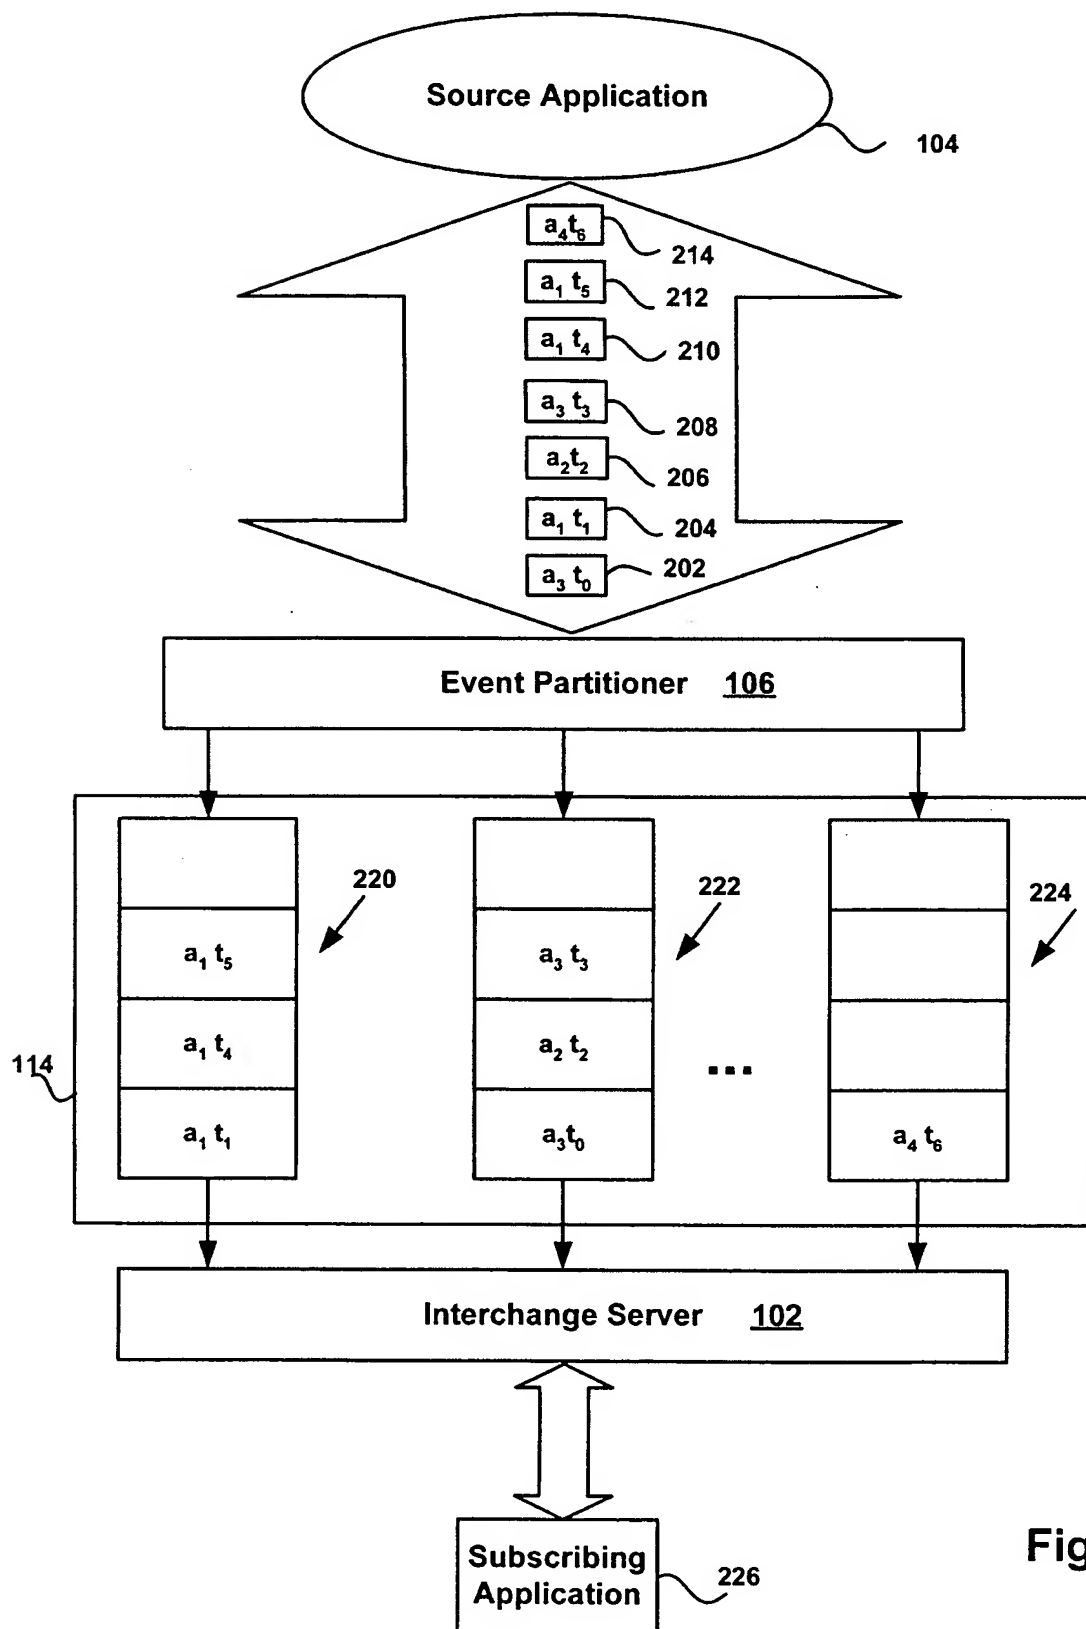 Source Application
104
a₄t₆
214
a₁ t₅
212
a₁ t₄
210
a₃ t₃
208
a₂t₂
206
a₁ t₁
204
a₃ t₀
202
Event Partitioner 106
220
222
224
a₁ t₅
a₃ t₃
a₁ t₄
a₂ t₂
...
114
a₁ t₁
a₃t₀
a₄ t₆
Interchange Server 102
Subscribing
Application
226
Fig